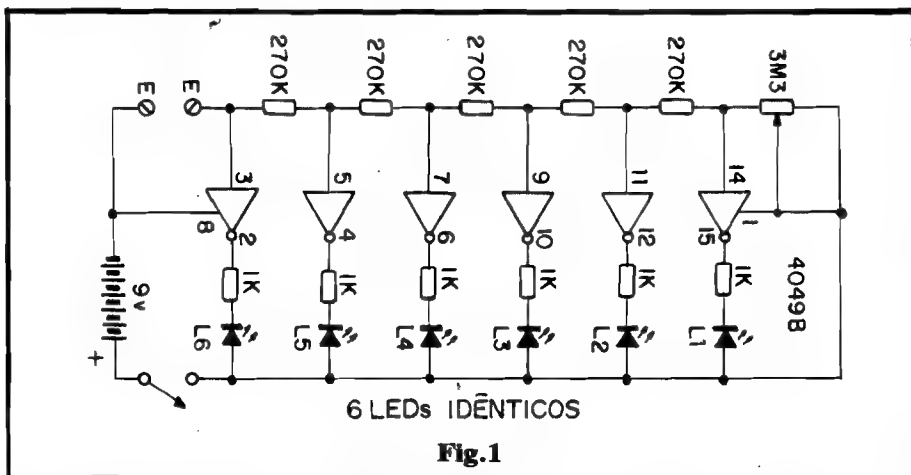 270K 270K 270K 270K 270K 3M3
E E
3 5 7 9 11 14
8 1
2 4 6 10 12 15
4049B
1K 1K 1K 1K 1K 1K
9v
L6 L5 L4 L3 L2 L1
+
6 LEDs IDÊNTICOS
Fig.1